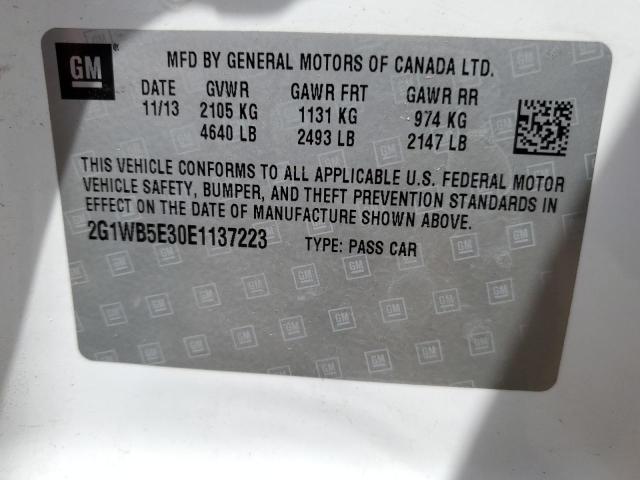 GM
MFD BY GENERAL MOTORS OF CANADA LTD.
DATE GVWR GAWR FRT GAWR RR
11/13 2105 KG 1131 KG 974 KG
4640 LB 2493 LB 2147 LB
THIS VEHICLE CONFORMS TO ALL APPLICABLE U.S. FEDERAL MOTOR
VEHICLE SAFETY, BUMPER, AND THEFT PREVENTION STANDARDS IN
EFFECT ON THE DATE OF MANUFACTURE SHOWN ABOVE.
2G1WB5E30E1137223 TYPE: PASS CAR